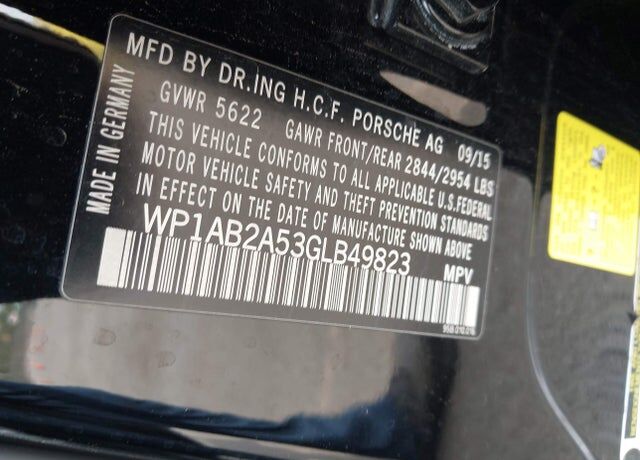 MFD BY DR.ING H.C.F. PORSCHE AG 09/15
GVWR 5622 GAWR FRONT/REAR 2844/2954 LBS
THIS VEHICLE CONFORMS TO ALL APPLICABLE U.S.FEDERAL
MOTOR VEHICLE SAFETY AND THEFT PREVENTION STANDARDS
IN EFFECT ON THE DATE OF MANUFACTURE SHOWN ABOVE
WP1AB2A53GLB49823 MPV
MADE IN GERMANY